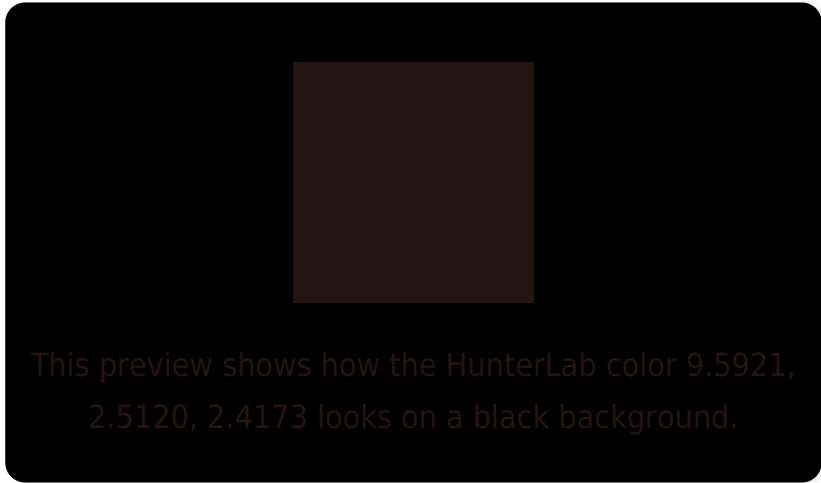 This preview shows how the HunterLab color 9.5921,
2.5120, 2.4173 looks on a black background.